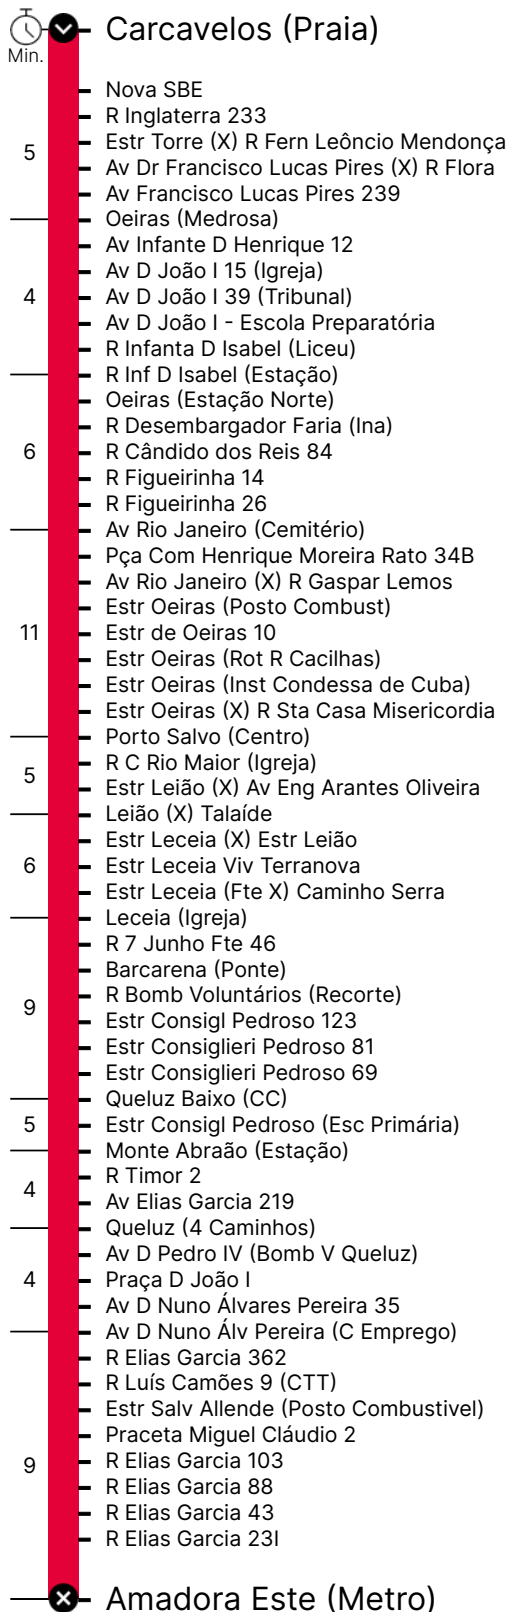 Carcavelos (Praia)
Min.
Nova SBE
R Inglaterra 233
Estr Torre (X) R Fern Leôncio Mendonça
5
Av Dr Francisco Lucas Pires (X) R Flora
Av Francisco Lucas Pires 239
Oeiras (Medrosa)
Av Infante D Henrique 12
Av D João I 15 (Igreja)
4
Av D João I 39 (Tribunal)
Av D João I - Escola Preparatória
R Infanta D Isabel (Liceu)
R Inf D Isabel (Estação)
Oeiras (Estação Norte)
R Desembargador Faria (Ina)
6
R Cândido dos Reis 84
R Figueirinha 14
R Figueirinha 26
Av Rio Janeiro (Cemitério)
Pça Com Henrique Moreira Rato 34B
Av Rio Janeiro (X) R Gaspar Lemos
Estr Oeiras (Posto Combust)
11
Estr de Oeiras 10
Estr Oeiras (Rot R Cacilhas)
Estr Oeiras (Inst Condessa de Cuba)
Estr Oeiras (X) R Sta Casa Misericordia
Porto Salvo (Centro)
R C Rio Maior (Igreja)
5
Estr Leião (X) Av Eng Arantes Oliveira
Leião (X) Talaíde
Estr Leceia (X) Estr Leião
6
Estr Leceia Viv Terranova
Estr Leceia (Fte X) Caminho Serra
Leceia (Igreja)
R 7 Junho Fte 46
Barcarena (Ponte)
R Bomb Voluntários (Recorte)
9
Estr Consigl Pedroso 123
Estr Consiglieri Pedroso 81
Estr Consiglieri Pedroso 69
Queluz Baixo (CC)
5
Estr Consigl Pedroso (Esc Primária)
Monte Abraão (Estação)
R Timor 2
4
Av Elias Garcia 219
Queluz (4 Caminhos)
Av D Pedro IV (Bomb V Queluz)
4
Praça D João I
Av D Nuno Álvares Pereira 35
Av D Nuno Álv Pereira (C Emprego)
R Elias Garcia 362
R Luís Camões 9 (CTT)
Estr Salv Allende (Posto Combustivel)
Praceta Miguel Cláudio 2
9
R Elias Garcia 103
R Elias Garcia 88
R Elias Garcia 43
R Elias Garcia 23I
Amadora Este (Metro)